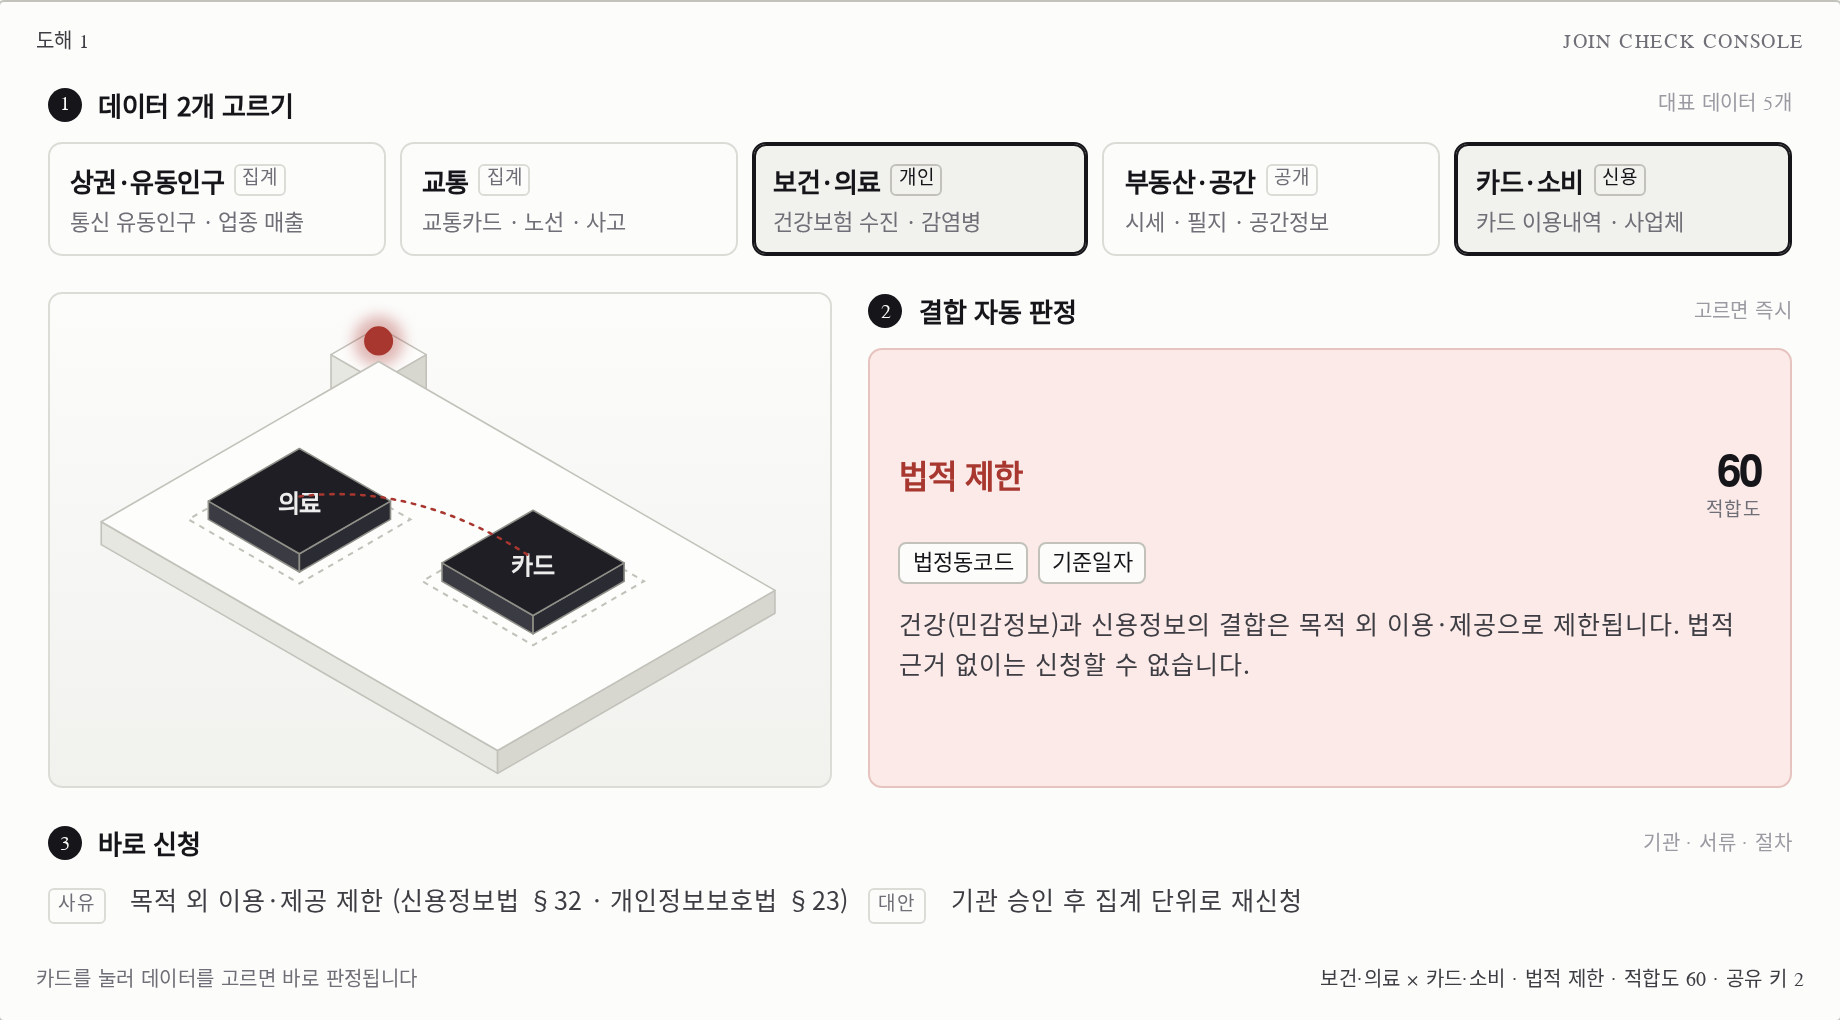 도해 1
JOIN CHECK CONSOLE
1 데이터 2개 고르기
대표 데이터 5개
상권·유동인구 집계
통신 유동인구 · 업종 매출
교통 집계
교통카드 · 노선 · 사고
보건·의료 개인
건강보험 수진 · 감염병
부동산·공간 공개
시세 · 필지 · 공간정보
카드·소비 신용
카드 이용내역 · 사업체
의료
카드
2 결합 자동 판정
고르면 즉시
법적 제한
60
적합도
법정동코드 기준일자
건강(민감정보)과 신용정보의 결합은 목적 외 이용·제공으로 제한됩니다. 법적
근거 없이는 신청할 수 없습니다.
3 바로 신청
기관 · 서류 · 절차
사유 목적 외 이용·제공 제한 (신용정보법 §32 · 개인정보보호법 §23)
대안 기관 승인 후 집계 단위로 재신청
카드를 눌러 데이터를 고르면 바로 판정됩니다
보건·의료 × 카드·소비 · 법적 제한 · 적합도 60 · 공유 키 2